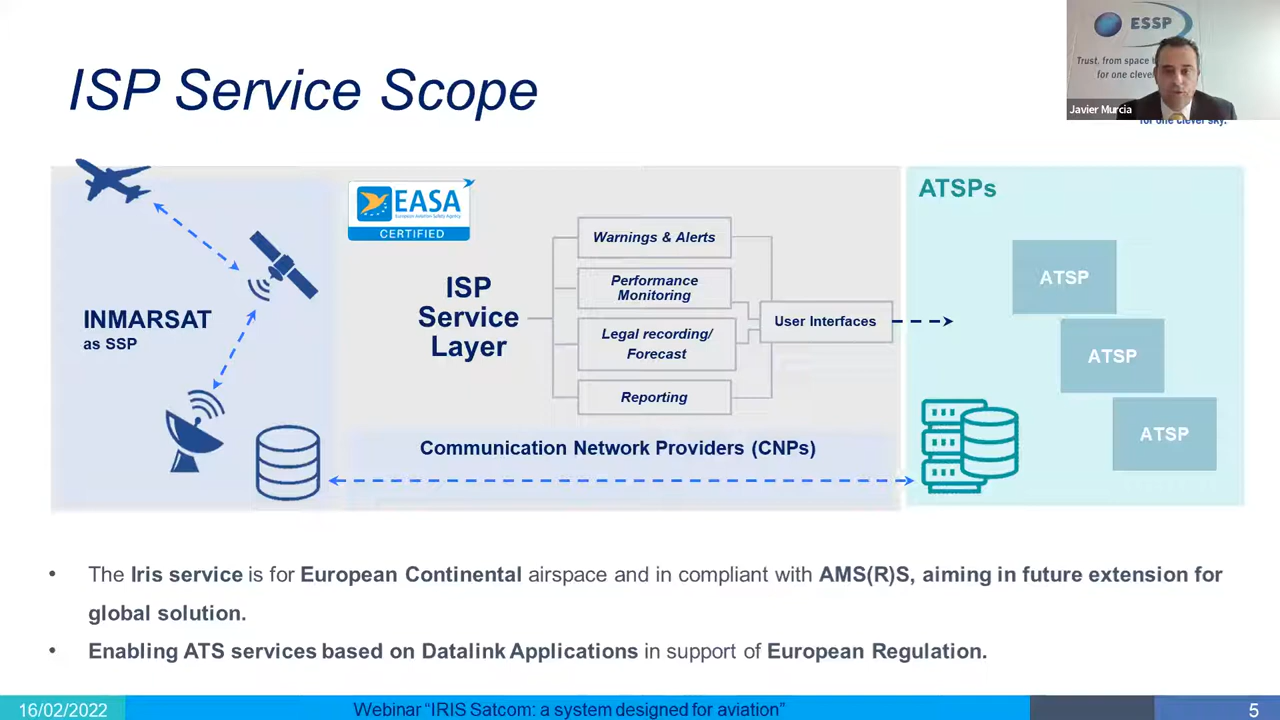 ISP Service Scope
ESSP
Trust, from space t
for one clev
Javier Murcia
for one clever sky.
INMARSAT
as SSP
EASA
European Aviation Safety Agency
CERTIFIED
ISP
Service
Layer
Warnings & Alerts
Performance
Monitoring
Legal recording/
Forecast
Reporting
User Interfaces
Communication Network Providers (CNPs)
ATSPs
ATSP
ATSP
ATSP
• The Iris service is for European Continental airspace and in compliant with AMS(R)S, aiming in future extension for
global solution.
• Enabling ATS services based on Datalink Applications in support of European Regulation.
16/02/2022
Webinar “IRIS Satcom: a system designed for aviation”
5